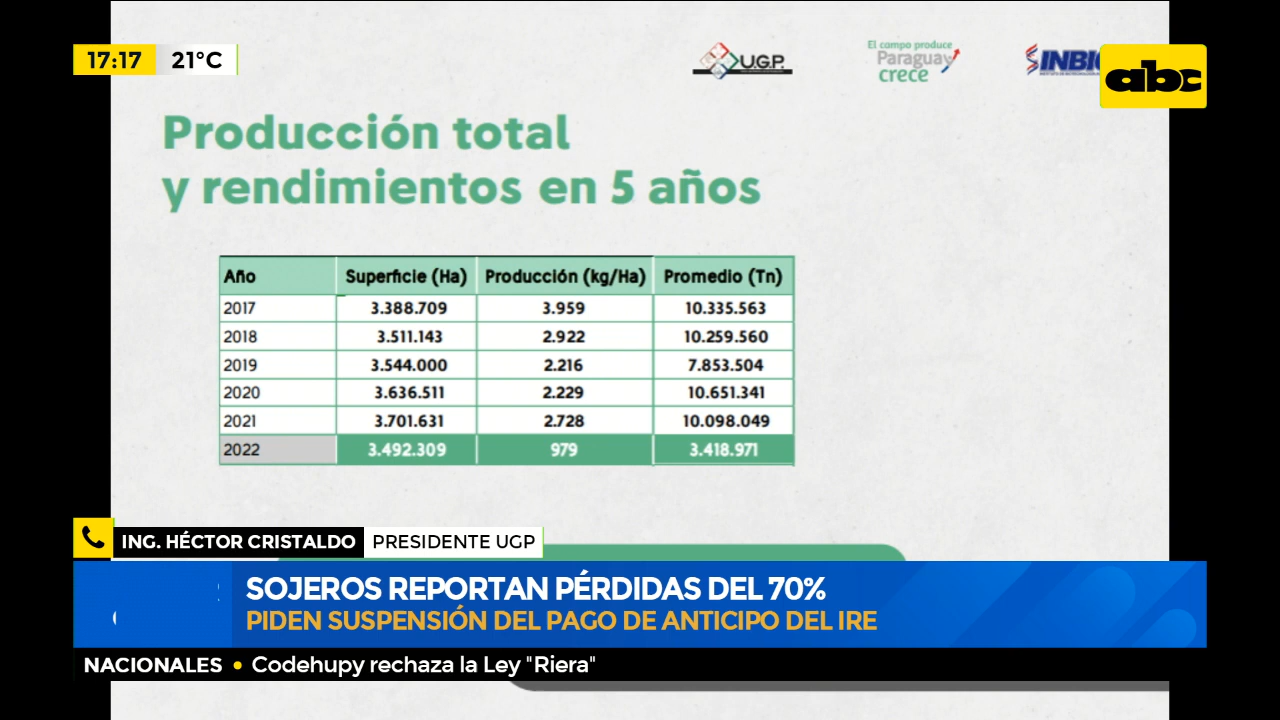 17:17 21°C
U.G.P.
El campo produce
Paraguay
crece
abc
Producción total
y rendimientos en 5 años
Año Superficie (Ha) Producción (kg/Ha) Promedio (Tn)
2017 3.388.709 3.959 10.335.563
2018 3.511.143 2.922 10.259.560
2019 3.544.000 2.216 7.853.504
2020 3.636.511 2.229 10.651.341
2021 3.701.631 2.728 10.098.049
2022 3.492.309 979 3.418.971
ING. HÉCTOR CRISTALDO PRESIDENTE UGP
SOJEROS REPORTAN PÉRDIDAS DEL 70%
PIDEN SUSPENSIÓN DEL PAGO DE ANTICIPO DEL IRE
NACIONALES • Codehupy rechaza la Ley "Riera"